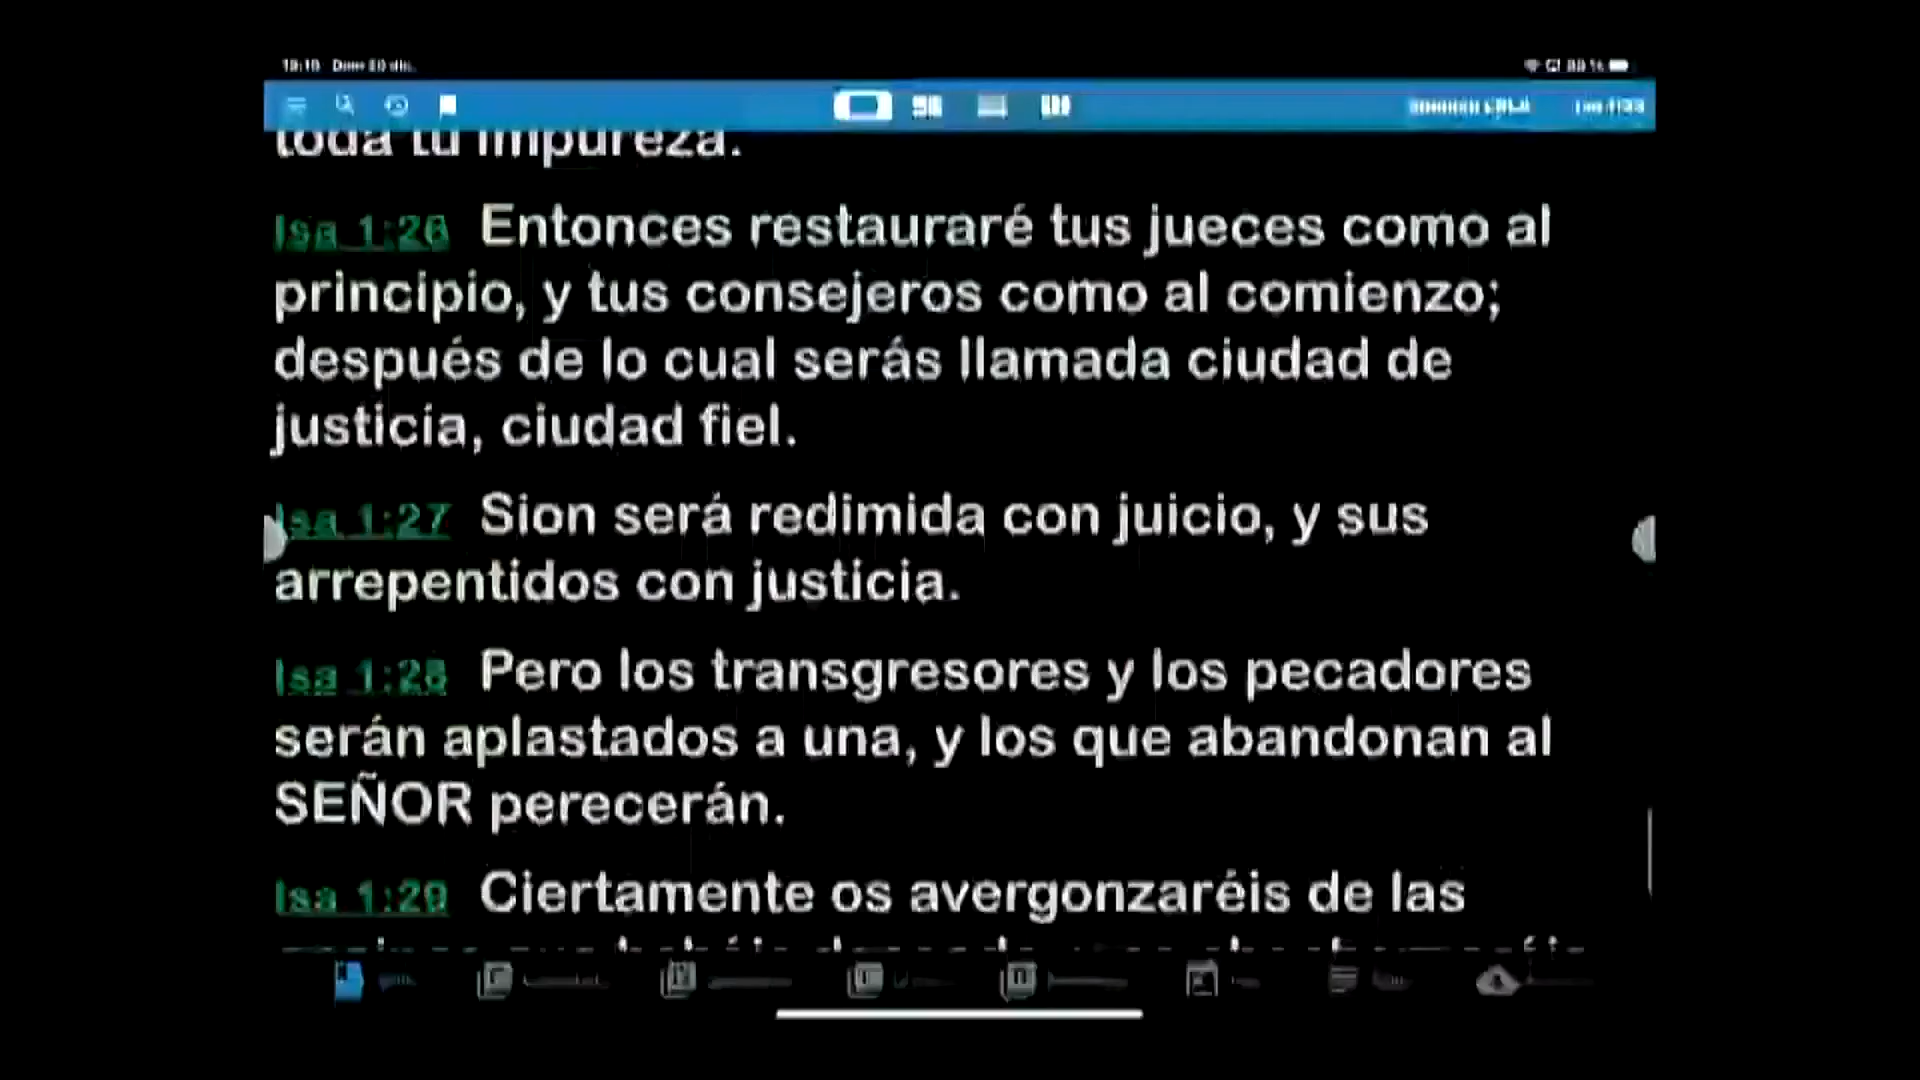 toda tu impureza.
Isa 1:26 Entonces restauraré tus jueces como al
principio, y tus consejeros como al comienzo;
después de lo cual serás llamada ciudad de
justicia, ciudad fiel.
Isa 1:27 Sion será redimida con juicio, y sus
arrepentidos con justicia.
Isa 1:28 Pero los transgresores y los pecadores
serán aplastados a una, y los que abandonan al
SEÑOR perecerán.
Isa 1:29 Ciertamente os avergonzaréis de las